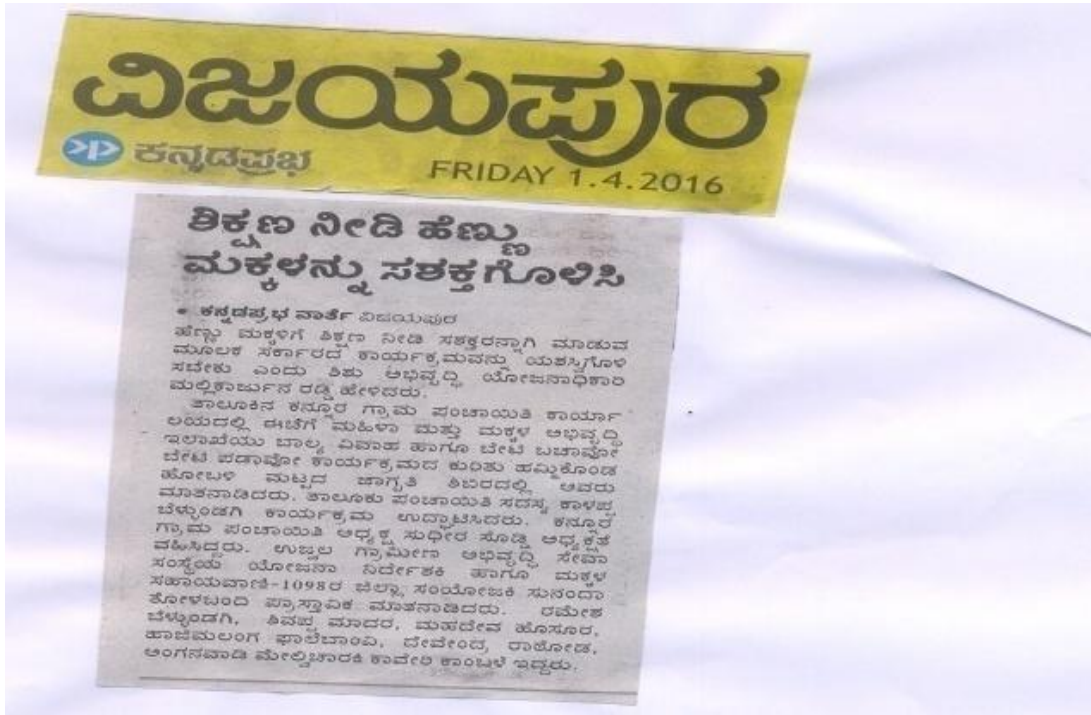 ವಿಜಯಪುರ
ಕನ್ನಡಪ್ರಭ FRIDAY 1.4.2016
ಶಿಕ್ಷಣ ನೀಡಿ ಹೆಣ್ಣು
ಮಕ್ಕಳನ್ನು ಸಶಕ್ತಗೊಳಿಸಿ
• ಕನ್ನಡಪ್ರಭ ವಾರ್ತೆ ವಿಜಯಪುರ
ಹೆಣ್ಣು ಮಕ್ಕಳಿಗೆ ಶಿಕ್ಷಣ ನೀಡಿ ಸಶಕ್ತರನ್ನಾಗಿ ಮಾಡುವ
ಮೂಲಕ ಸರ್ಕಾರದ ಕಾರ್ಯಕ್ರಮವನ್ನು ಯಶಸ್ವಿಗೊಳಿ
ಸಬೇಕು ಎಂದು ಶಿಶು ಅಭಿವೃದ್ಧಿ ಯೋಜನಾಧಿಕಾರಿ
ಮಲ್ಲಿಕಾರ್ಜುನ ರಡ್ಡಿ ಹೇಳಿದರು.
ತಾಲೂಕಿನ ಕನ್ನೂರ ಗ್ರಾಮ ಪಂಚಾಯಿತಿ ಕಾರ್ಯಾ
ಲಯದಲ್ಲಿ ಈಚೆಗೆ ಮಹಿಳಾ ಮತ್ತು ಮಕ್ಕಳ ಅಭಿವೃದ್ಧಿ
ಇಲಾಖೆಯು ಬಾಲ್ಯ ವಿವಾಹ ಹಾಗೂ ಬೇಟಿ ಬಚಾವೋ
ಬೇಟಿ ಪಡಾವೋ ಕಾರ್ಯಕ್ರಮದ ಕುರಿತು ಹಮ್ಮಿಕೊಂಡ
ಹೋಬಳಿ ಮಟ್ಟದ ಜಾಗೃತಿ ಶಿಬಿರದಲ್ಲಿ ಅವರು
ಮಾತನಾಡಿದರು. ತಾಲೂಕು ಪಂಚಾಯಿತಿ ಸದಸ್ಯ ಕಾಳಪ್ಪ
ಬೆಳ್ಳುಂಡಗಿ ಕಾರ್ಯಕ್ರಮ ಉದ್ಘಾಟಿಸಿದರು. ಕನ್ನೂರ
ಗ್ರಾಮ ಪಂಚಾಯಿತಿ ಅಧ್ಯಕ್ಷ ಸುಧೀರ ಸೊಡ್ಡಿ ಅಧ್ಯಕ್ಷತೆ
ವಹಿಸಿದ್ದರು. ಉಜ್ವಲ ಗ್ರಾಮೀಣ ಅಭಿವೃದ್ಧಿ ಸೇವಾ
ಸಂಸ್ಥೆಯ ಯೋಜನಾ ನಿರ್ದೇಶಕಿ ಹಾಗೂ ಮಕ್ಕಳ
ಸಹಾಯವಾಣಿ-1098ರ ಜಿಲ್ಲಾ ಸಂಯೋಜಕಿ ಸುನಂದಾ
ತೋಳಬಂದಿ ಪ್ರಾಸ್ತಾವಿಕ ಮಾತನಾಡಿದರು. ರಮೇಶ
ಬೆಳ್ಳುಂಡಗಿ, ಶಿವಪ್ಪ ಮಾದರ, ಮಹದೇವ ಹೊಸೂರ,
ಹಾಜಿಮಲಂಗ ದೇವೇಂದ್ರ ರಾಠೋಡ,
ಅಂಗನವಾಡಿ ಮೇಲ್ವಿಚಾರಕಿ ಕಾವೇರಿ ಕಾಂಬಳೆ ಇದ್ದರು.